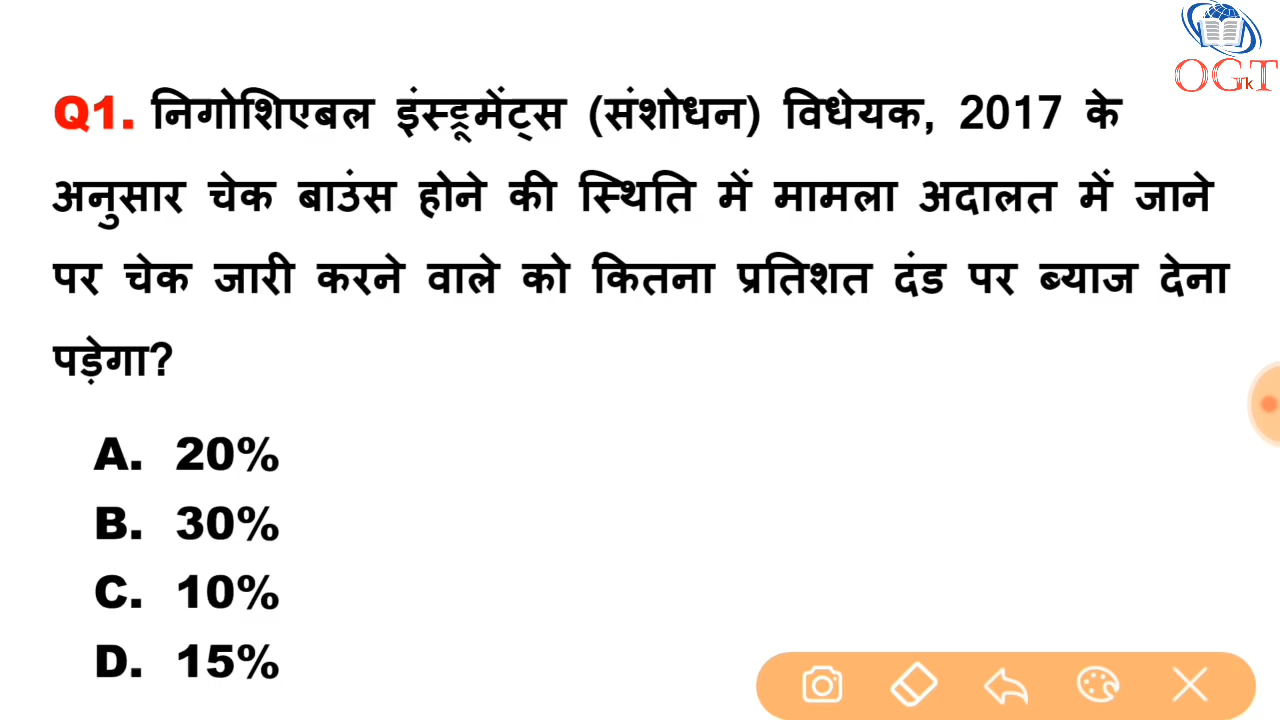 OGT
rk
Q1. निगोशिएबल इंस्ट्रूमेंट्स (संशोधन) विधेयक, 2017 के
अनुसार चेक बाउंस होने की स्थिति में मामला अदालत में जाने
पर चेक जारी करने वाले को कितना प्रतिशत दंड पर ब्याज देना
पड़ेगा?
A. 20%
B. 30%
C. 10%
D. 15%